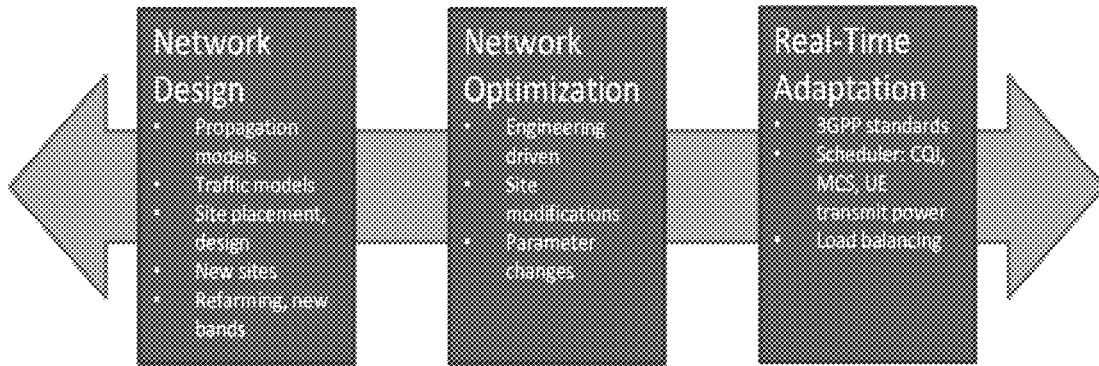 Network
Design
• Propagation
models
• Traffic models
• Site placement,
design
• New sites
• Refarming, new
bands
Network
Optimization
• Engineering
driven
• Site
modifications
• Parameter
changes
Real-Time
Adaptation
• 3GPP standards
• Scheduler: CQI,
MCS, UE
transmit power
• Load balancing